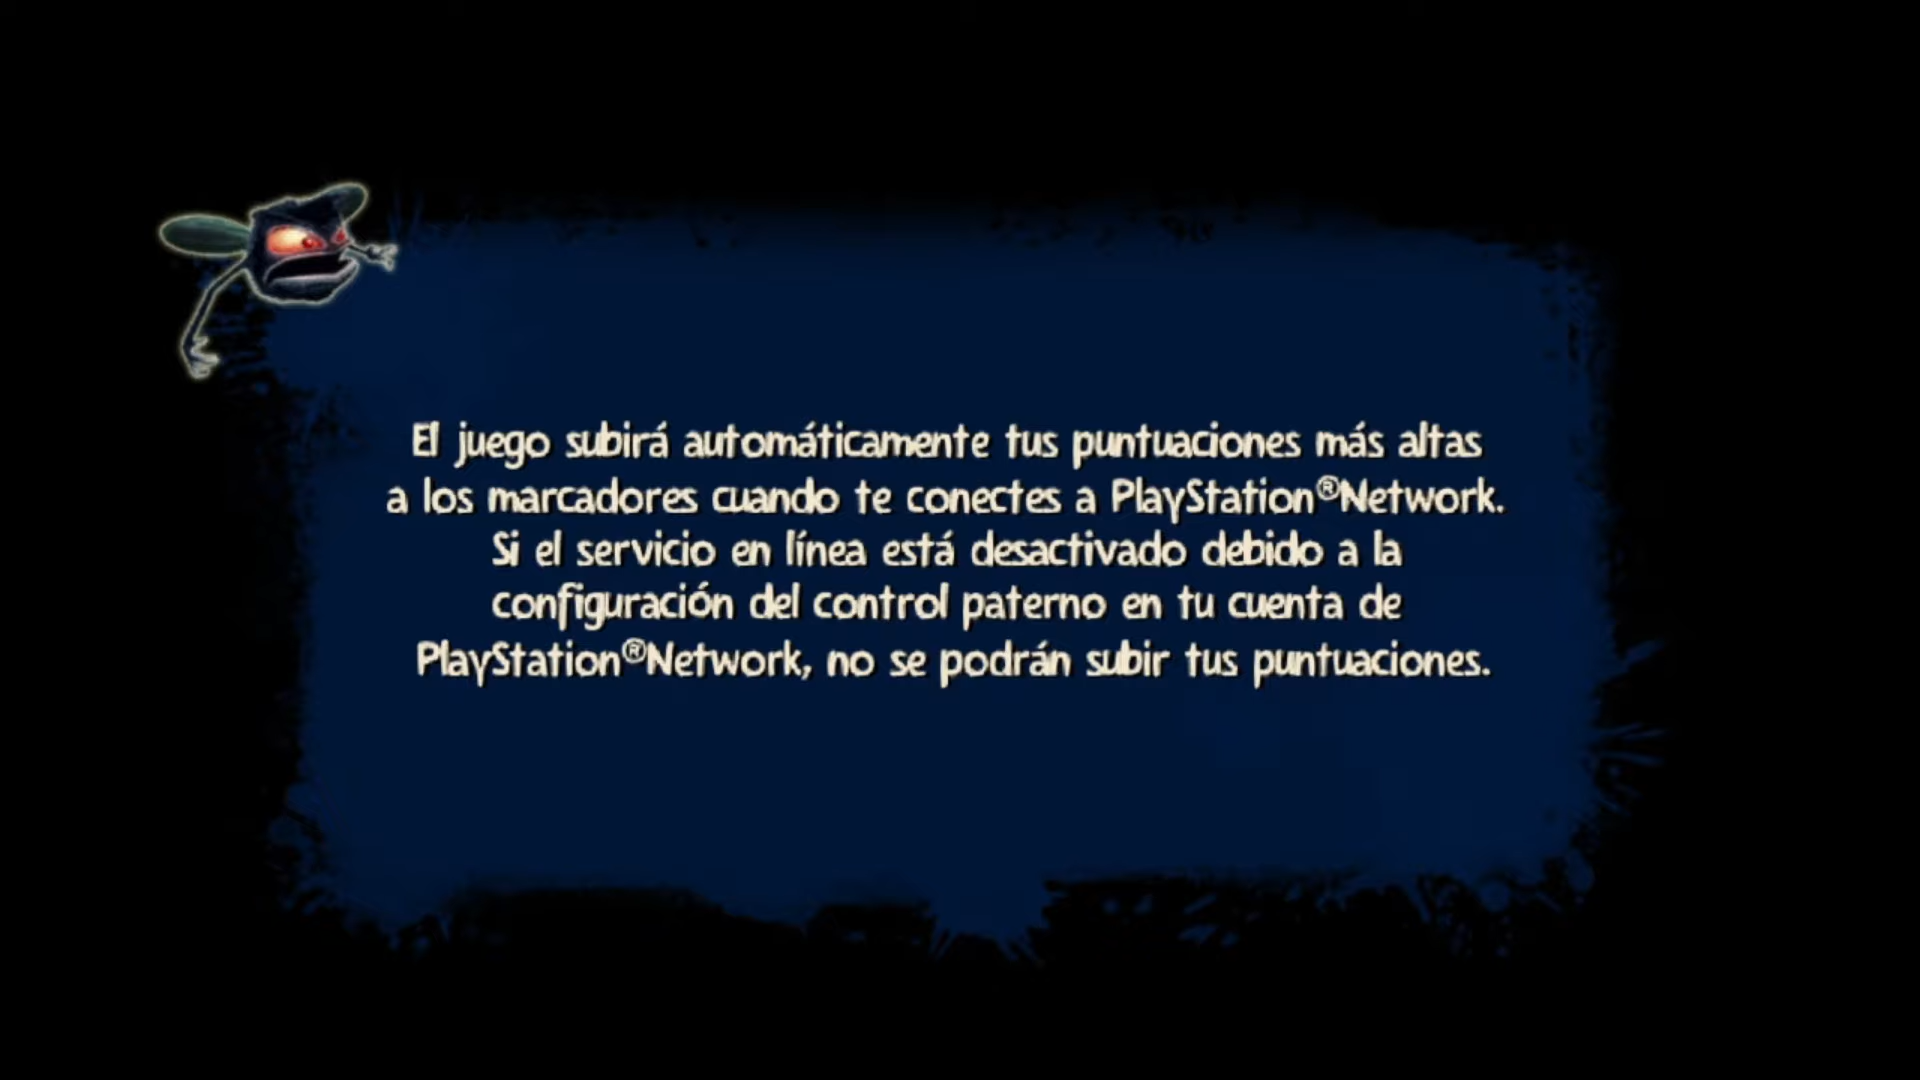 El juego subirá automáticamente tus puntuaciones más altas
a los marcadores cuando te conectes a PlayStation®Network.
Si el servicio en línea está desactivado debido a la
configuración del control paterno en tu cuenta de
PlayStation®Network, no se podrán subir tus puntuaciones.